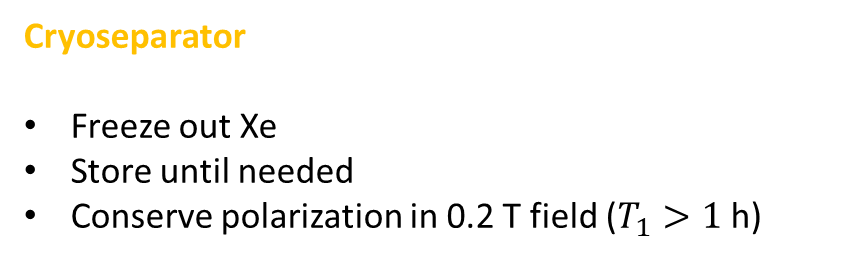 Cryoseparator
• Freeze out Xe
• Store until needed
• Conserve polarization in 0.2 T field (𝑇₁ > 1 h)